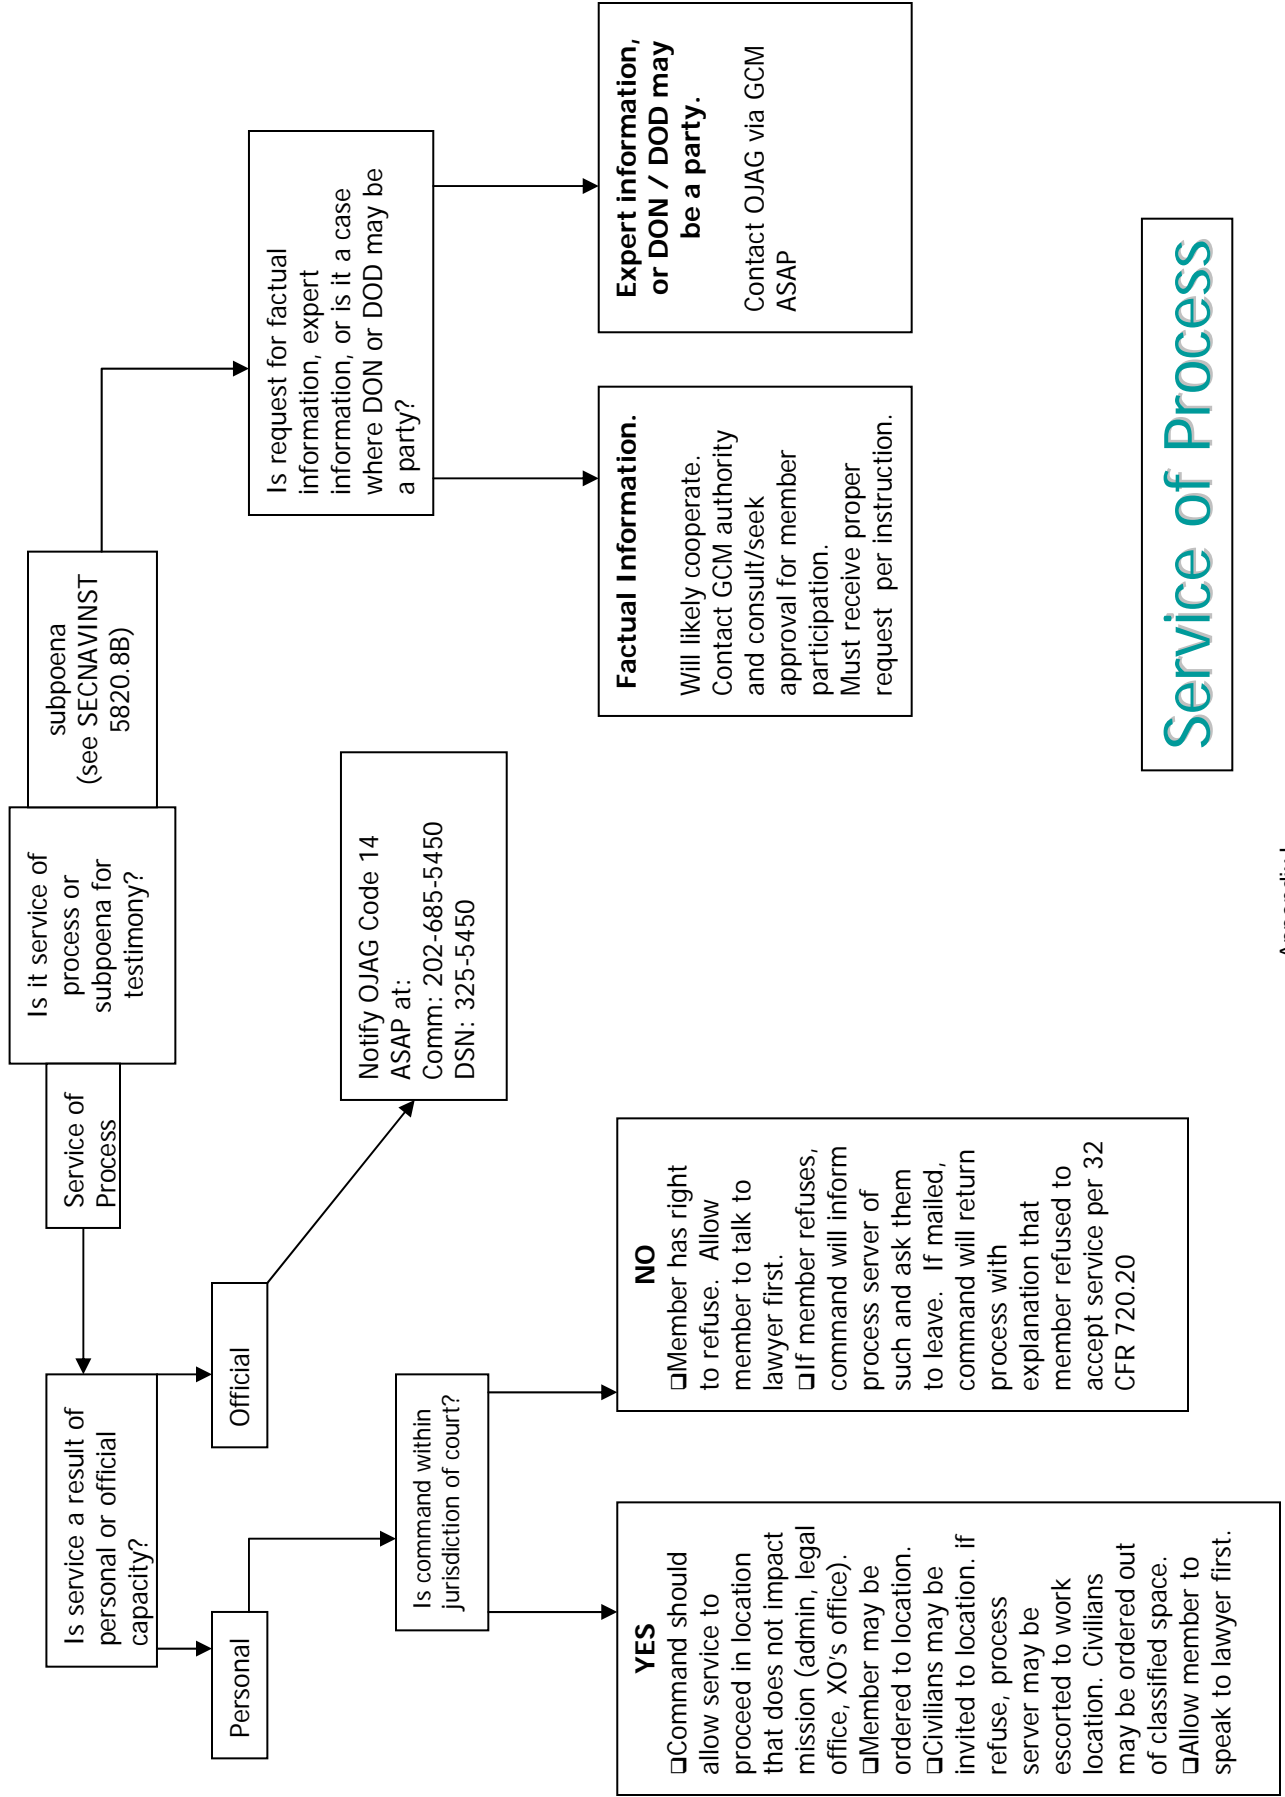 Is it service of
process or
subpoena for
testimony?
subpoena
(see SECNAVINST
5820.8B)
Service of
Process
Is service a result of
personal or official
capacity?
Is request for factual
information, expert
information, or is it a case
where DON or DOD may be
a party?
Personal
Official
Notify OJAG Code 14
ASAP at:
Comm: 202-685-5450
DSN: 325-5450
Is command within
jurisdiction of court?
Factual Information.
Will likely cooperate.
Contact GCM authority
and consult/seek
approval for member
participation.
Must receive proper
request per instruction.
Expert information,
or DON / DOD may
be a party.
Contact OJAG via GCM
ASAP
YES
❑Command should
allow service to
proceed in location
that does not impact
mission (admin, legal
office, XO's office).
❑Member may be
ordered to location.
❑Civilians may be
invited to location. if
refuse, process
server may be
escorted to work
location. Civilians
may be ordered out
of classified space.
❑Allow member to
speak to lawyer first.
NO
❑Member has right
to refuse. Allow
member to talk to
lawyer first.
❑If member refuses,
command will inform
process server of
such and ask them
to leave. If mailed,
command will return
process with
explanation that
member refused to
accept service per 32
CFR 720.20
Service of Process